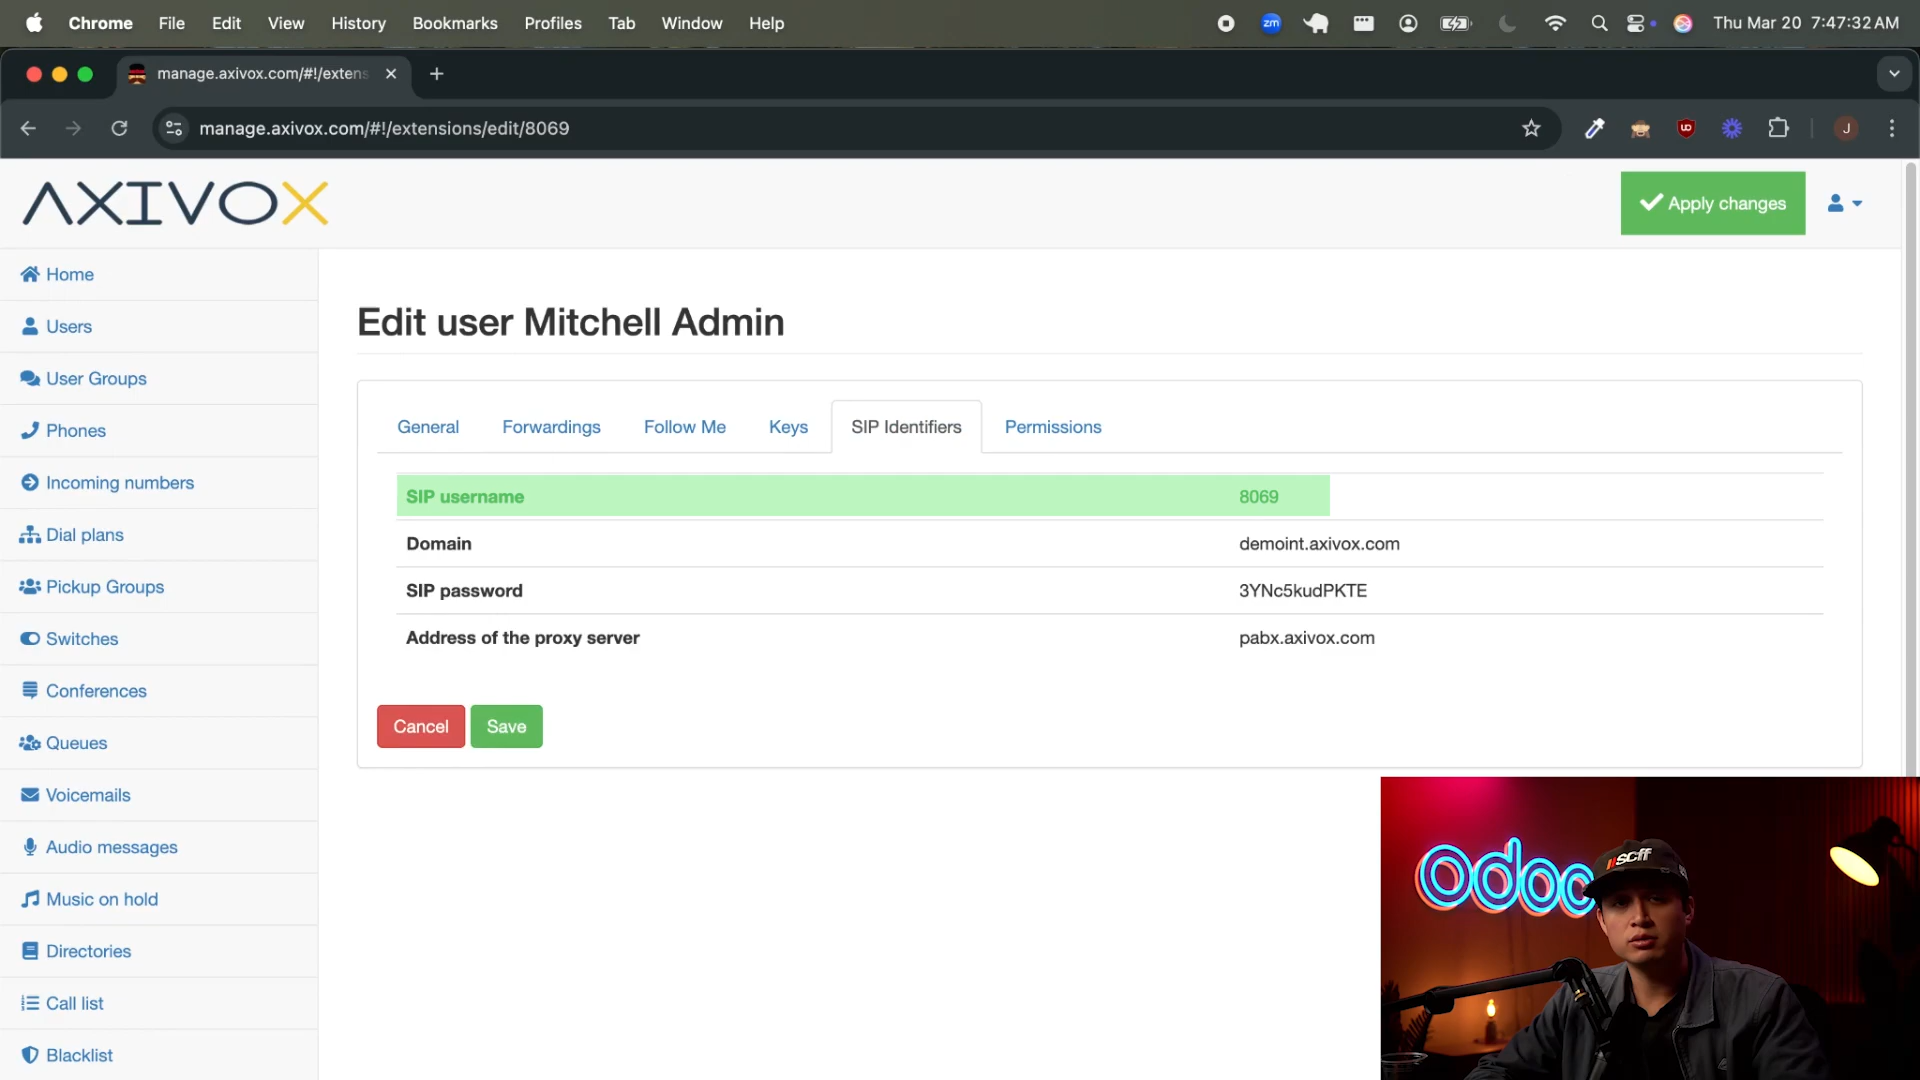 Chrome File Edit View History Bookmarks Profiles Tab Window Help zm Thu Mar 20 7:47:32 AM
manage.axivox.com/#!/extens
manage.axivox.com/#!/extensions/edit/8069 J
AXIVOX
Apply changes
Home
Users
User Groups
Phones
Incoming numbers
Dial plans
Pickup Groups
Switches
Conferences
Queues
Voicemails
Audio messages
Music on hold
Directories
Call list
Blacklist
Edit user Mitchell Admin
General Forwardings Follow Me Keys SIP Identifiers Permissions
SIP username 8069
Domain demoint.axivox.com
SIP password 3YNc5kudPKTE
Address of the proxy server pabx.axivox.com
Cancel Save
odoo